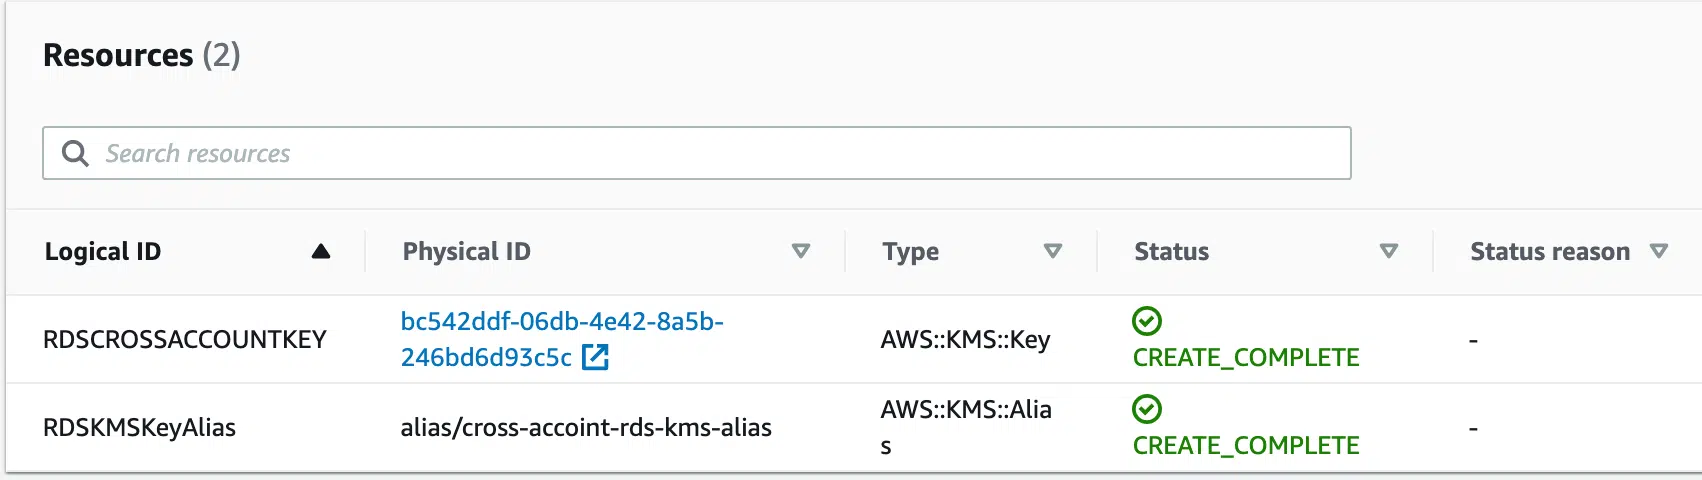 Resources (2)
Search resources
Logical ID Physical ID Type Status Status reason
RDSCROSSACCOUNTKEY bc542ddf-06db-4e42-8a5b-
246bd6d93c5c AWS::KMS::Key CREATE_COMPLETE -
RDSKMSKeyAlias alias/cross-accoint-rds-kms-alias AWS::KMS::Alia
s CREATE_COMPLETE -